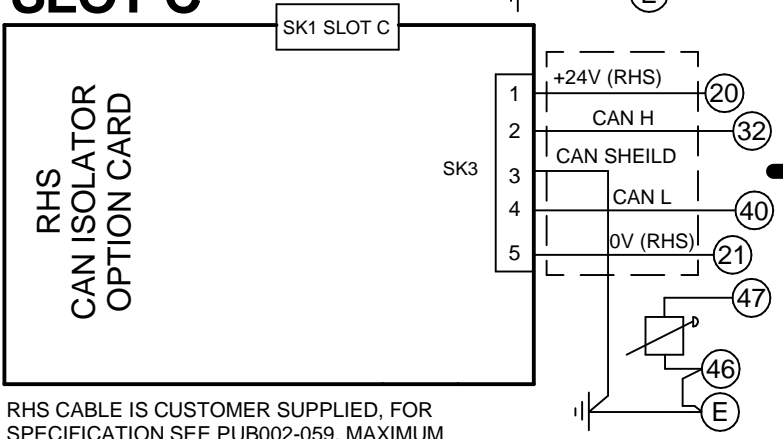 SLOT C
E
SK1 SLOT C
RHS
CAN ISOLATOR
OPTION CARD
SK3
1
+24V (RHS)
20
2
CAN H
32
3
CAN SHEILD
4
CAN L
40
5
0V (RHS)
21
47
46
E
RHS CABLE IS CUSTOMER SUPPLIED, FOR
SPECIFICATION SEE PUB002-059. MAXIMUM